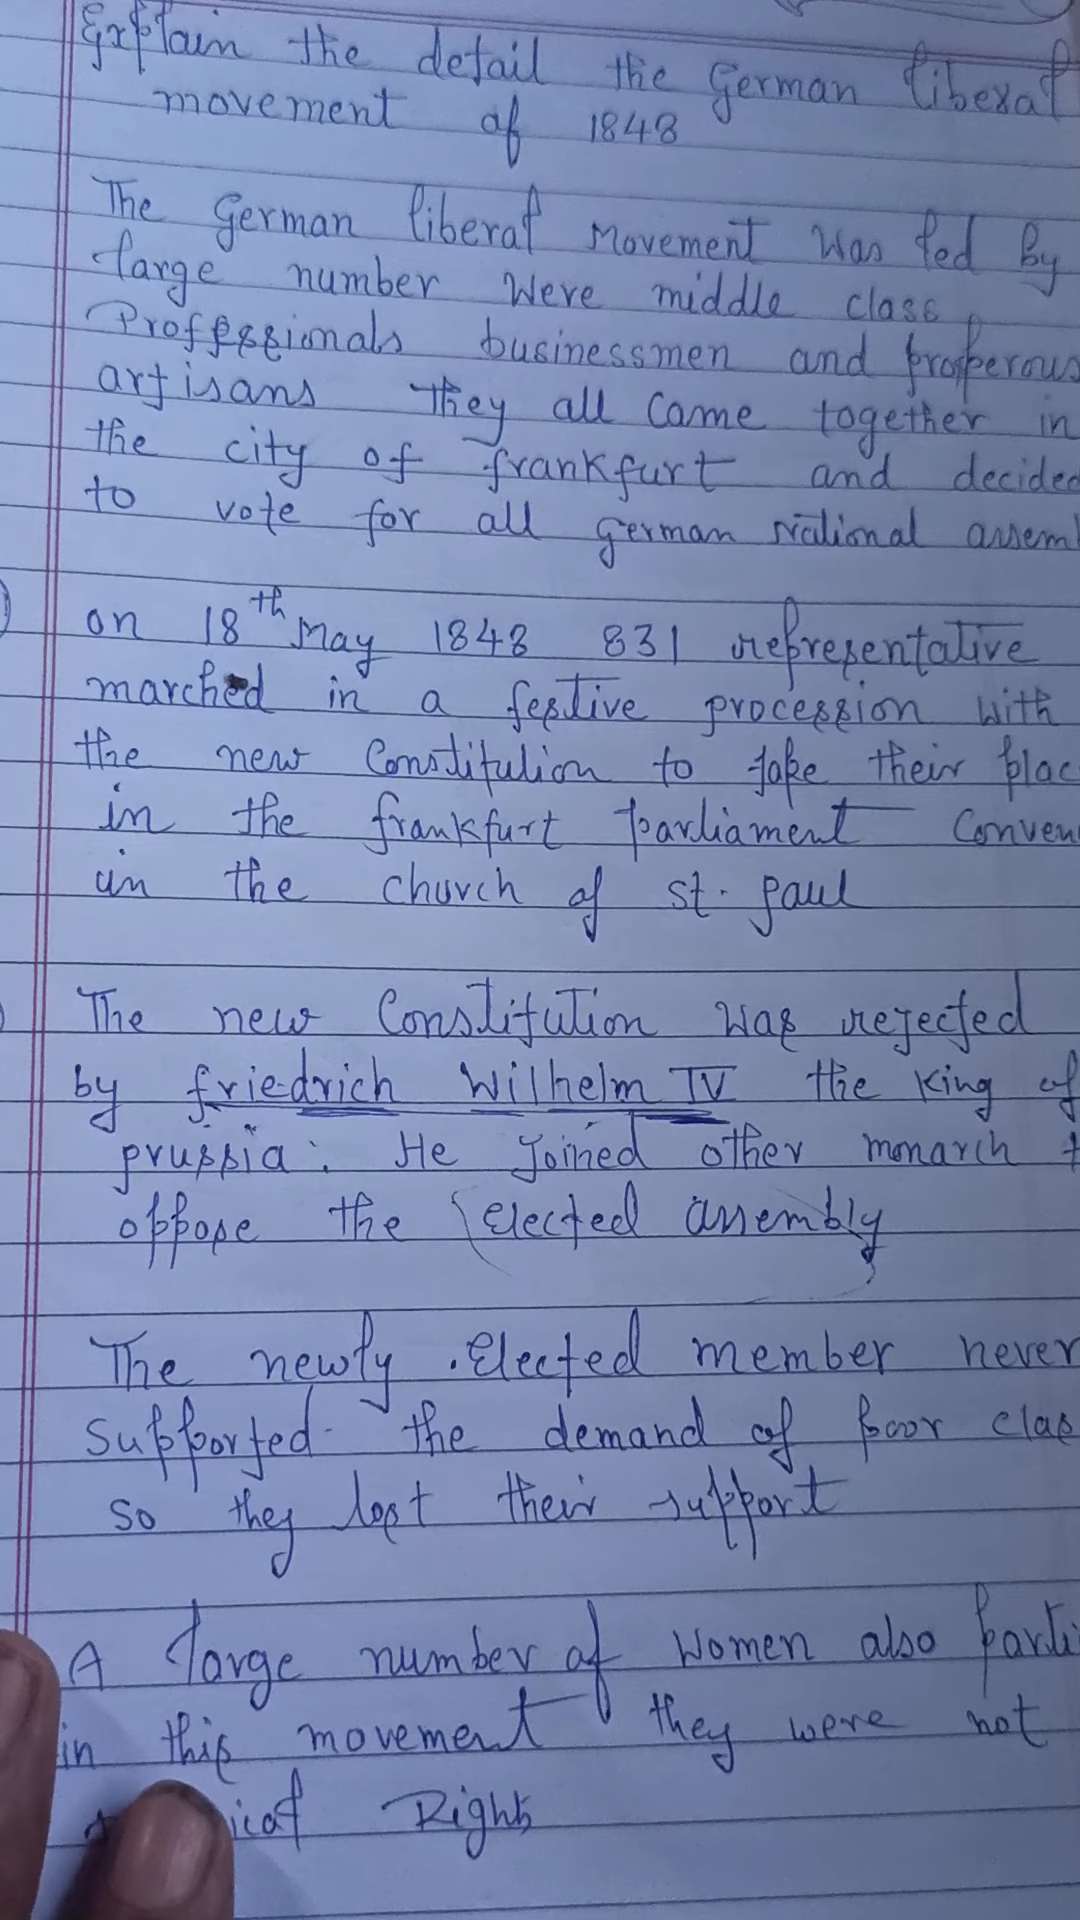 Explain the detail the German liberal
movement of 1848
The German liberal Movement was led by
large number were middle class
Professionals businessmen and prosperous
artisans They all came together in
the city of frankfurt and decided
to vote for all German National assem
on 18th May 1848 831 representative
marched in a festive procession with
the new Constitution to take their plac
in the frankfurt parliament Conven
in the church of st. paul
The new Constitution was rejected
by friedrich Wilhelm IV the King of
prussia. He Joined other monarch t
oppose the Elected assembly
The newly Elected member never
supported the demand of poor clas
so they lost their support
A large number of women also parti
in this movement they were not
ical Rights